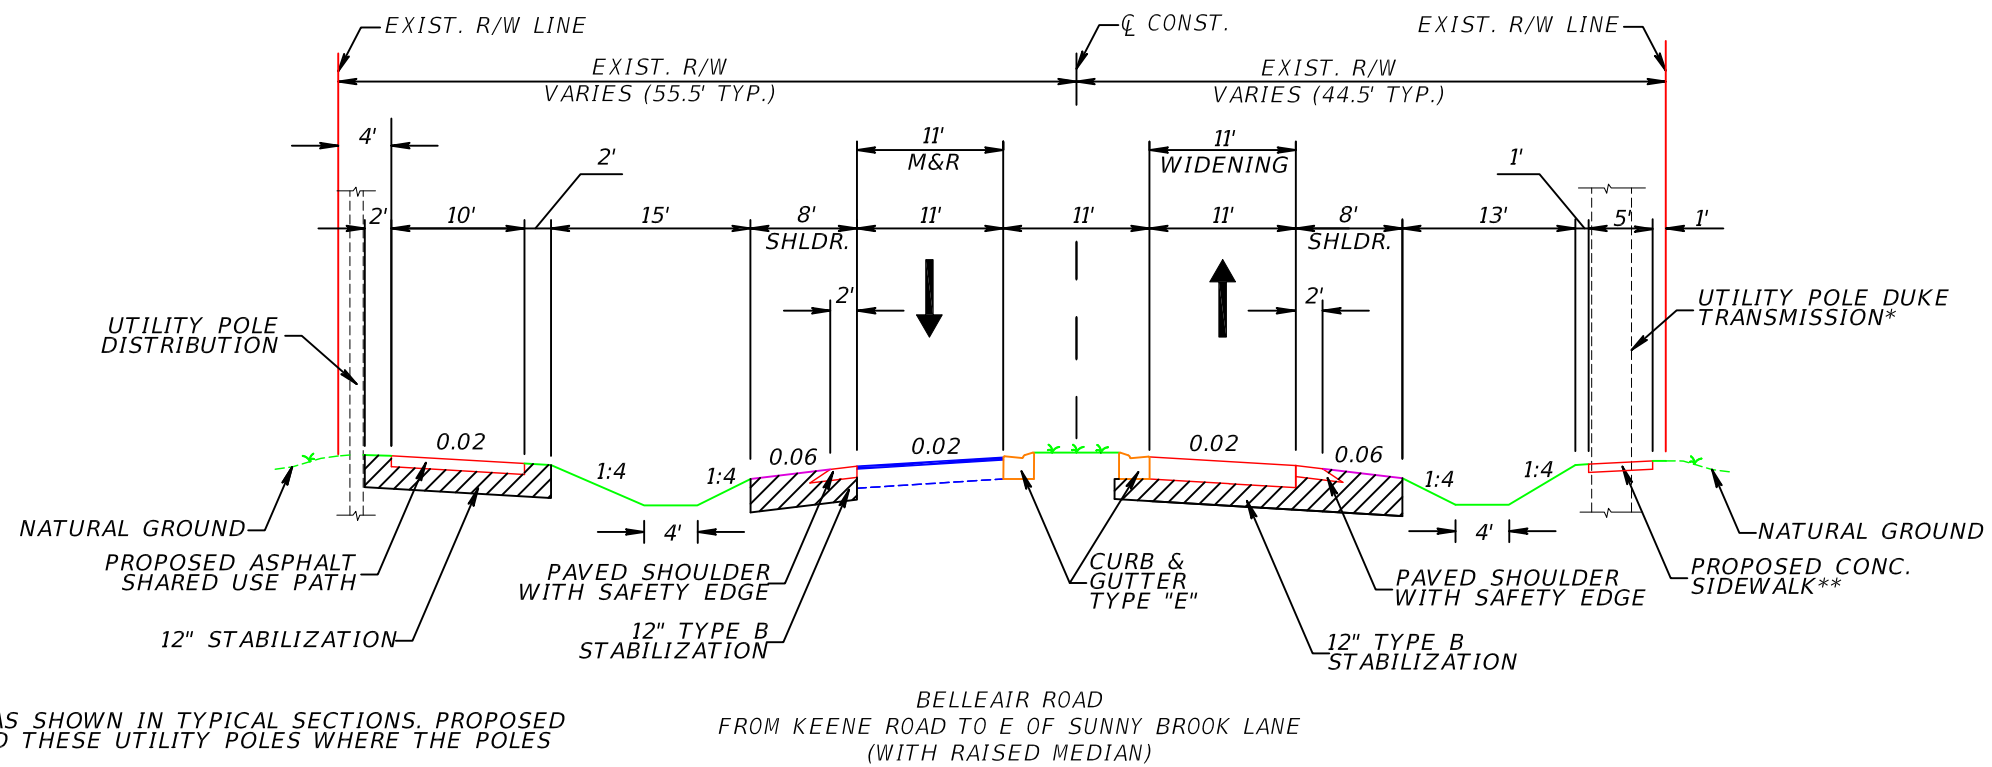 EXIST. R/W LINE
℄ CONST.
EXIST. R/W LINE
EXIST. R/W
VARIES (55.5' TYP.)
EXIST. R/W
VARIES (44.5' TYP.)
4'
2'
11'
M&R
11'
WIDENING
1'
2'
10'
15'
8'
SHLDR.
11'
11'
11'
8'
SHLDR.
13'
5'
1'
2'
2'
UTILITY POLE
DISTRIBUTION
UTILITY POLE DUKE
TRANSMISSION*
0.02
1:4
1:4
0.06
0.02
0.02
0.06
1:4
1:4
4'
4'
NATURAL GROUND
PROPOSED ASPHALT
SHARED USE PATH
12" STABILIZATION
PAVED SHOULDER
WITH SAFETY EDGE
12" TYPE B
STABILIZATION
CURB &
GUTTER
TYPE "E"
PAVED SHOULDER
WITH SAFETY EDGE
12" TYPE B
STABILIZATION
NATURAL GROUND
PROPOSED CONC.
SIDEWALK**
AS SHOWN IN TYPICAL SECTIONS. PROPOSED
THESE UTILITY POLES WHERE THE POLES
BELLEAIR ROAD
FROM KEENE ROAD TO E OF SUNNY BROOK LANE
(WITH RAISED MEDIAN)